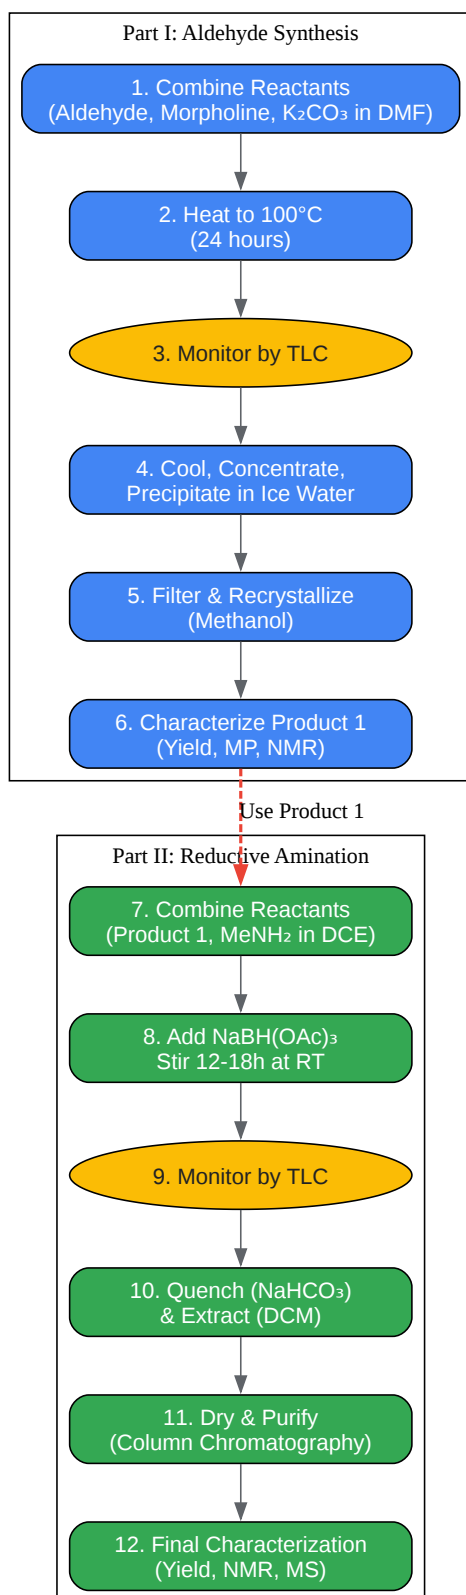 Part I: Aldehyde Synthesis
1. Combine Reactants
(Aldehyde, Morpholine, K₂CO₃ in DMF)
2. Heat to 100°C
(24 hours)
3. Monitor by TLC
4. Cool, Concentrate,
Precipitate in Ice Water
5. Filter & Recrystallize
(Methanol)
6. Characterize Product 1
(Yield, MP, NMR)
Use Product 1
Part II: Reductive Amination
7. Combine Reactants
(Product 1, MeNH₂ in DCE)
8. Add NaBH(OAc)₃
Stir 12-18h at RT
9. Monitor by TLC
10. Quench (NaHCO₃)
& Extract (DCM)
11. Dry & Purify
(Column Chromatography)
12. Final Characterization
(Yield, NMR, MS)